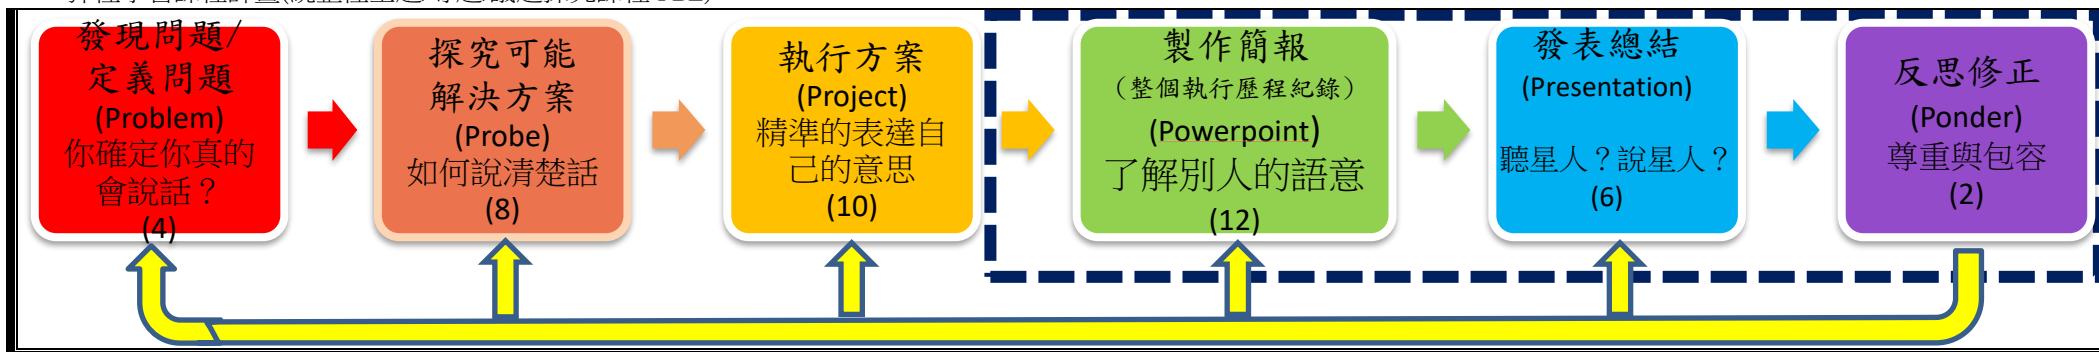 發現問題/
定義問題
(Problem)
你確定你真的
會說話？
(4)
探究可能
解決方案
(Probe)
如何說清楚話
(8)
執行方案
(Project)
精準的表達自
己的意思
(10)
製作簡報
（整個執行歷程紀錄）
(Powerpoint)
了解別人的語意
(12)
發表總結
(Presentation)
聽星人？說星人？
(6)
反思修正
(Ponder)
尊重與包容
(2)